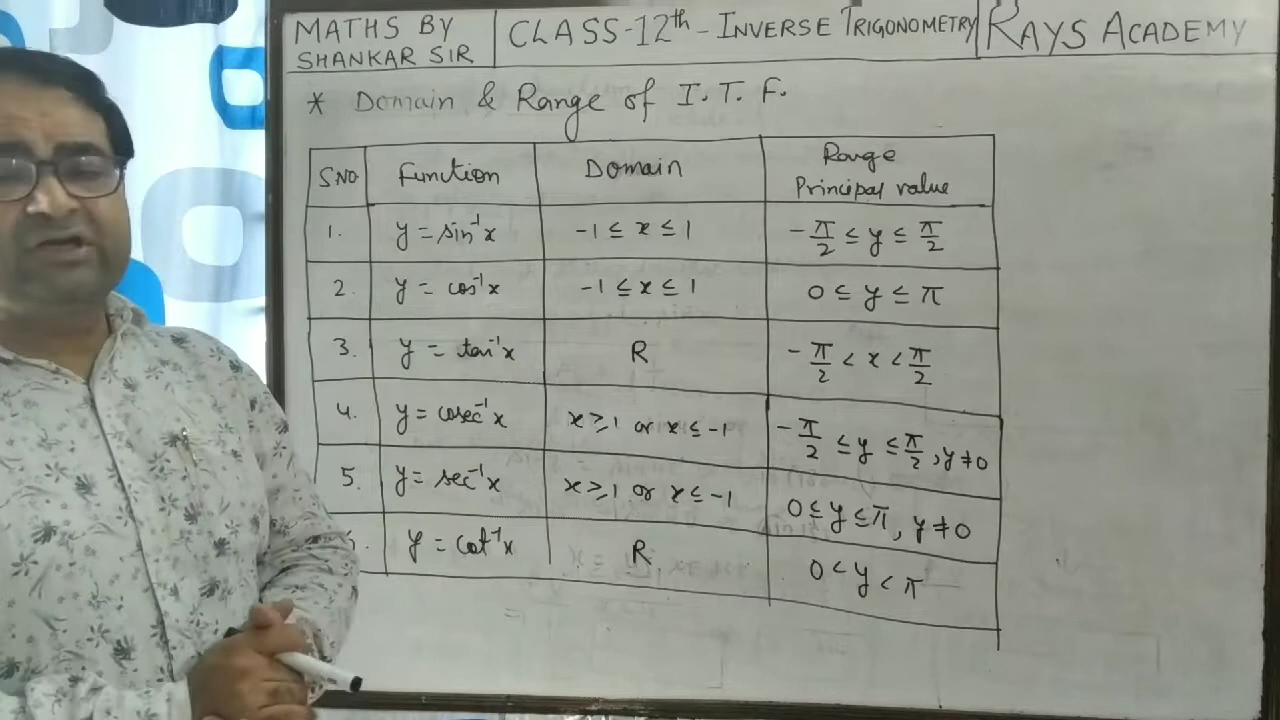 MATHS BY SHANKAR SIR
CLASS-12th - INVERSE TRIGONOMETRY
RAYS ACADEMY
* Domain & Range of I. T. F.
S.NO Function Domain Range Principal value
1. y = sin⁻¹x -1 ≤ x ≤ 1 -π/2 ≤ y ≤ π/2
2. y = cos⁻¹x -1 ≤ x ≤ 1 0 ≤ y ≤ π
3. y = tan⁻¹x R -π/2 < x < π/2
4. y = cosec⁻¹x x ≥ 1 or x ≤ -1 -π/2 ≤ y ≤ π/2, y ≠ 0
5. y = sec⁻¹x x ≥ 1 or x ≤ -1 0 ≤ y ≤ π, y ≠ 0
y = cot⁻¹x R 0 < y < π